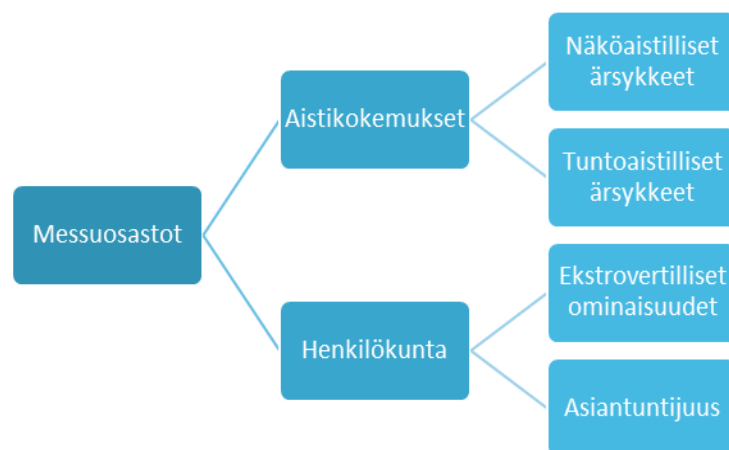 Messuosastot
Aistikokemukset
Näköaistilliset
ärsykkeet
Tuntoaistilliset
ärsykkeet
Henkilökunta
Ekstrovertilliset
ominaisuudet
Asiantuntijuus